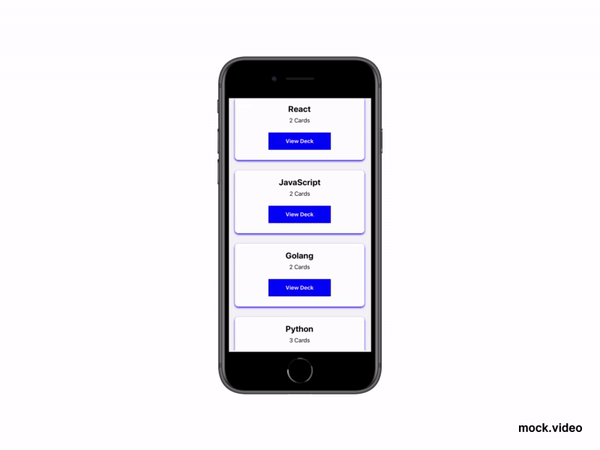 React
2 Cards
View Deck
JavaScript
2 Cards
View Deck
Golang
2 Cards
View Deck
Python
3 Cards
mock.video